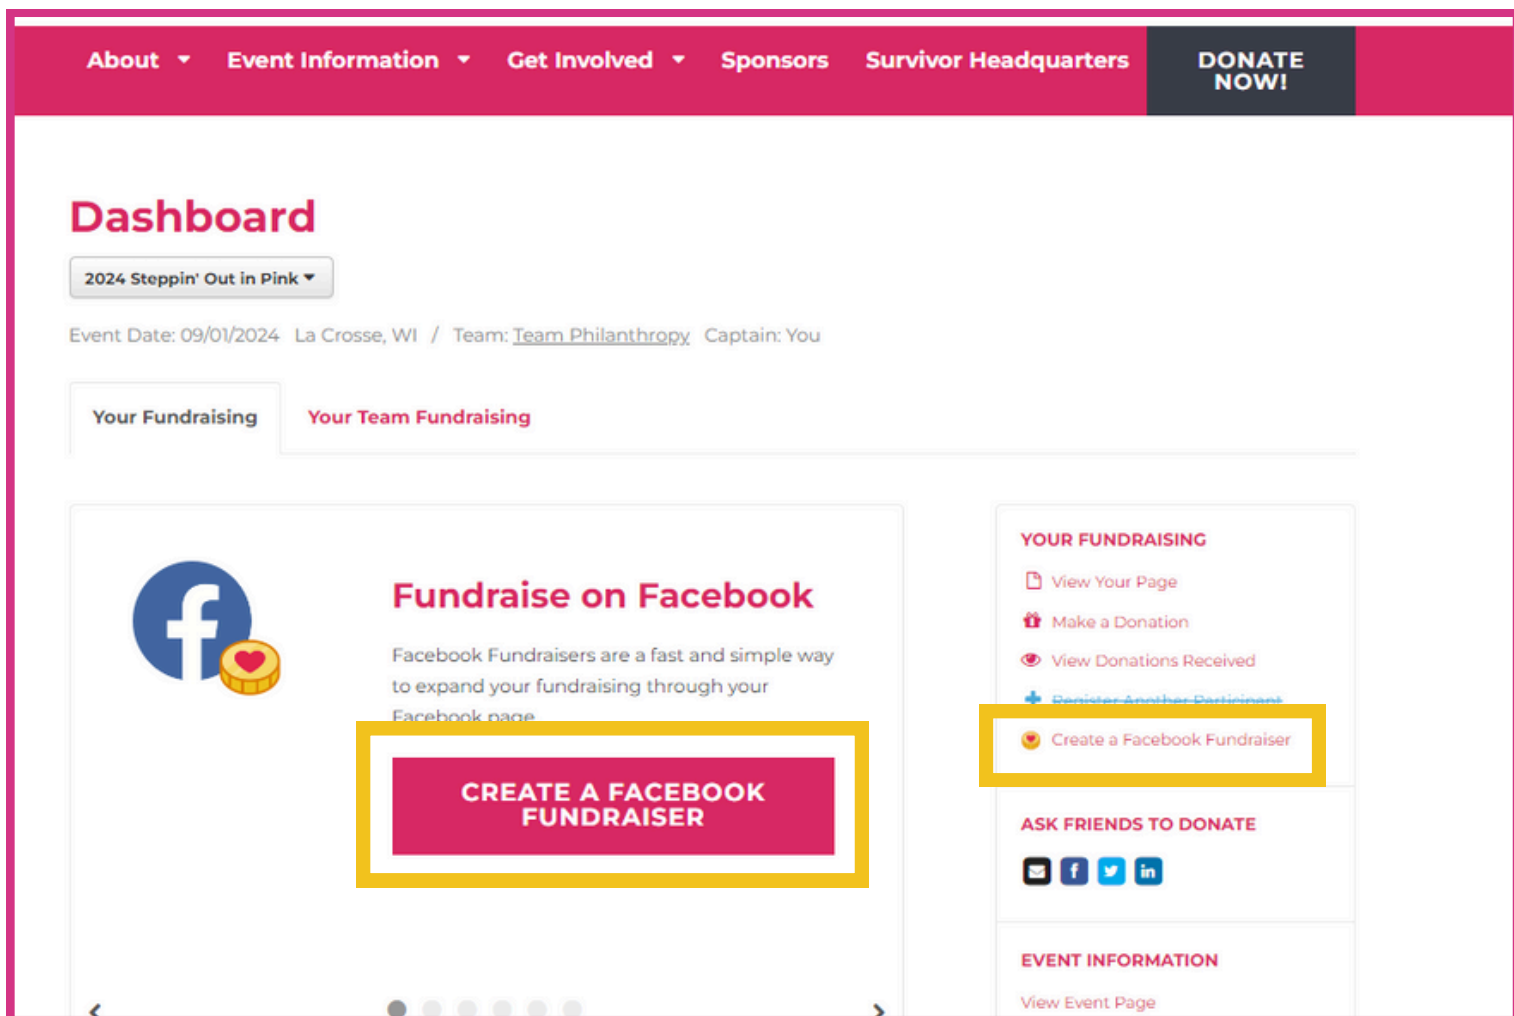 About Event Information Get Involved Sponsors Survivor Headquarters DONATE
NOW!
Dashboard
2024 Steppin' Out in Pink
Event Date: 09/01/2024 La Crosse, WI / Team: Team Philanthropy Captain: You
Your Fundraising Your Team Fundraising
Fundraise on Facebook
Facebook Fundraisers are a fast and simple way
to expand your fundraising through your
Facebook page
CREATE A FACEBOOK
FUNDRAISER
YOUR FUNDRAISING
View Your Page
Make a Donation
View Donations Received
Register Another Participant
Create a Facebook Fundraiser
ASK FRIENDS TO DONATE
EVENT INFORMATION
View Event Page